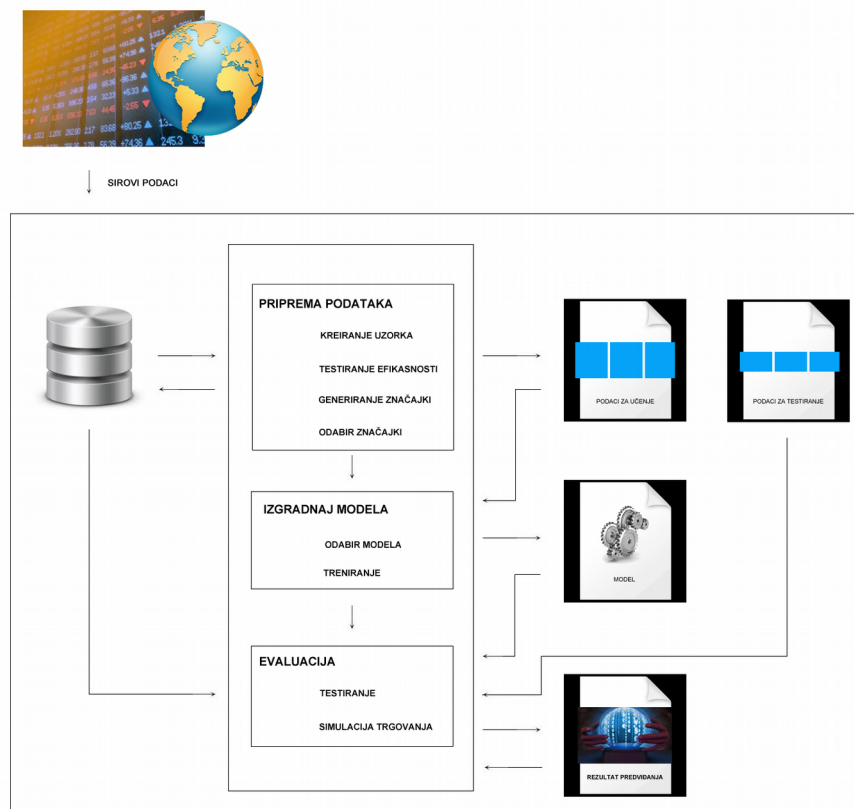 SIROVI PODACI
PRIPREMA PODATAKA
KREIRANJE UZORKA
TESTIRANJE EFIKASNOSTI
GENERIRANJE ZNAČAJKI
ODABIR ZNAČAJKI
PODACI ZA UČENJE
PODACI ZA TESTIRANJE
IZGRADNAJ MODELA
ODABIR MODELA
TRENIRANJE
MODEL
EVALUACIJA
TESTIRANJE
SIMULACIJA TRGOVANJA
REZULTAT PREDVIĐANJA